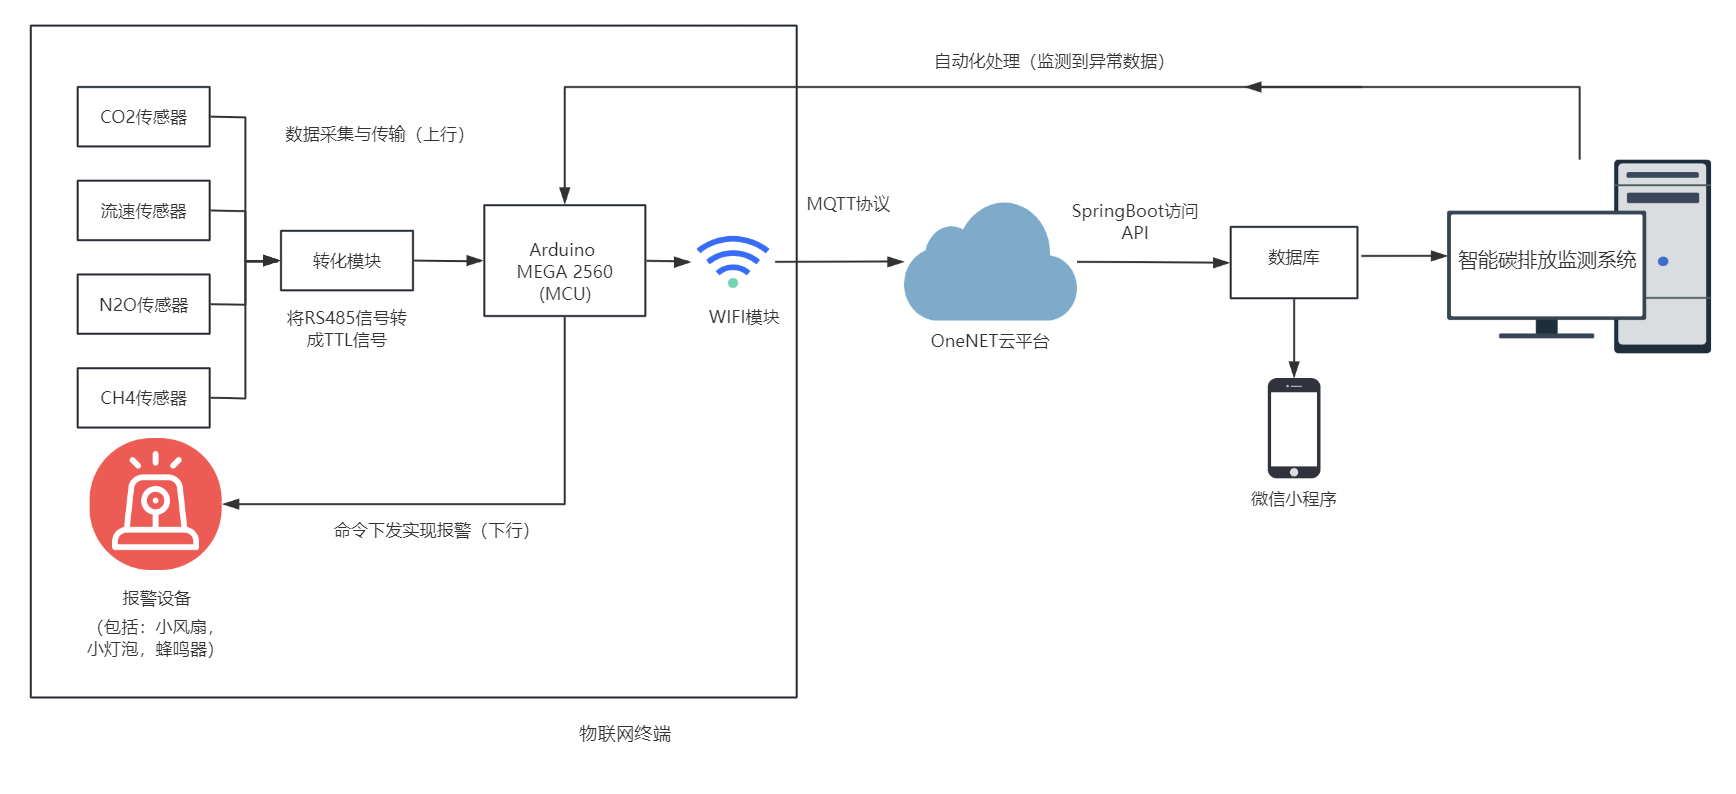 自动化处理（监测到异常数据）
CO2传感器
数据采集与传输（上行）
流速传感器
MQTT协议
SpringBoot访问
API
Arduino
MEGA 2560
(MCU)
转化模块
数据库
智能碳排放监测系统
N2O传感器
将RS485信号转
成TTL信号
WIFI模块
OneNET云平台
CH4传感器
微信小程序
命令下发实现报警（下行）
报警设备
（包括：小风扇，
小灯泡，蜂鸣器）
物联网终端